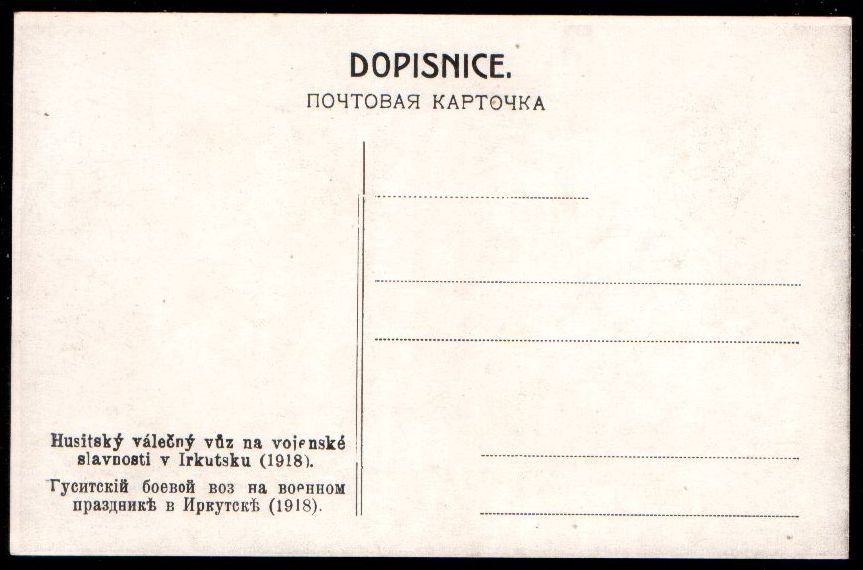 DOPISNICE.
ПОЧТОВАЯ КАРТОЧКА
Husitský válečný vůz na vojenské
slavnosti v Irkutsku (1918).
Гуситскій боевой воз на военном
праздникѣ в Иркутскѣ (1918).